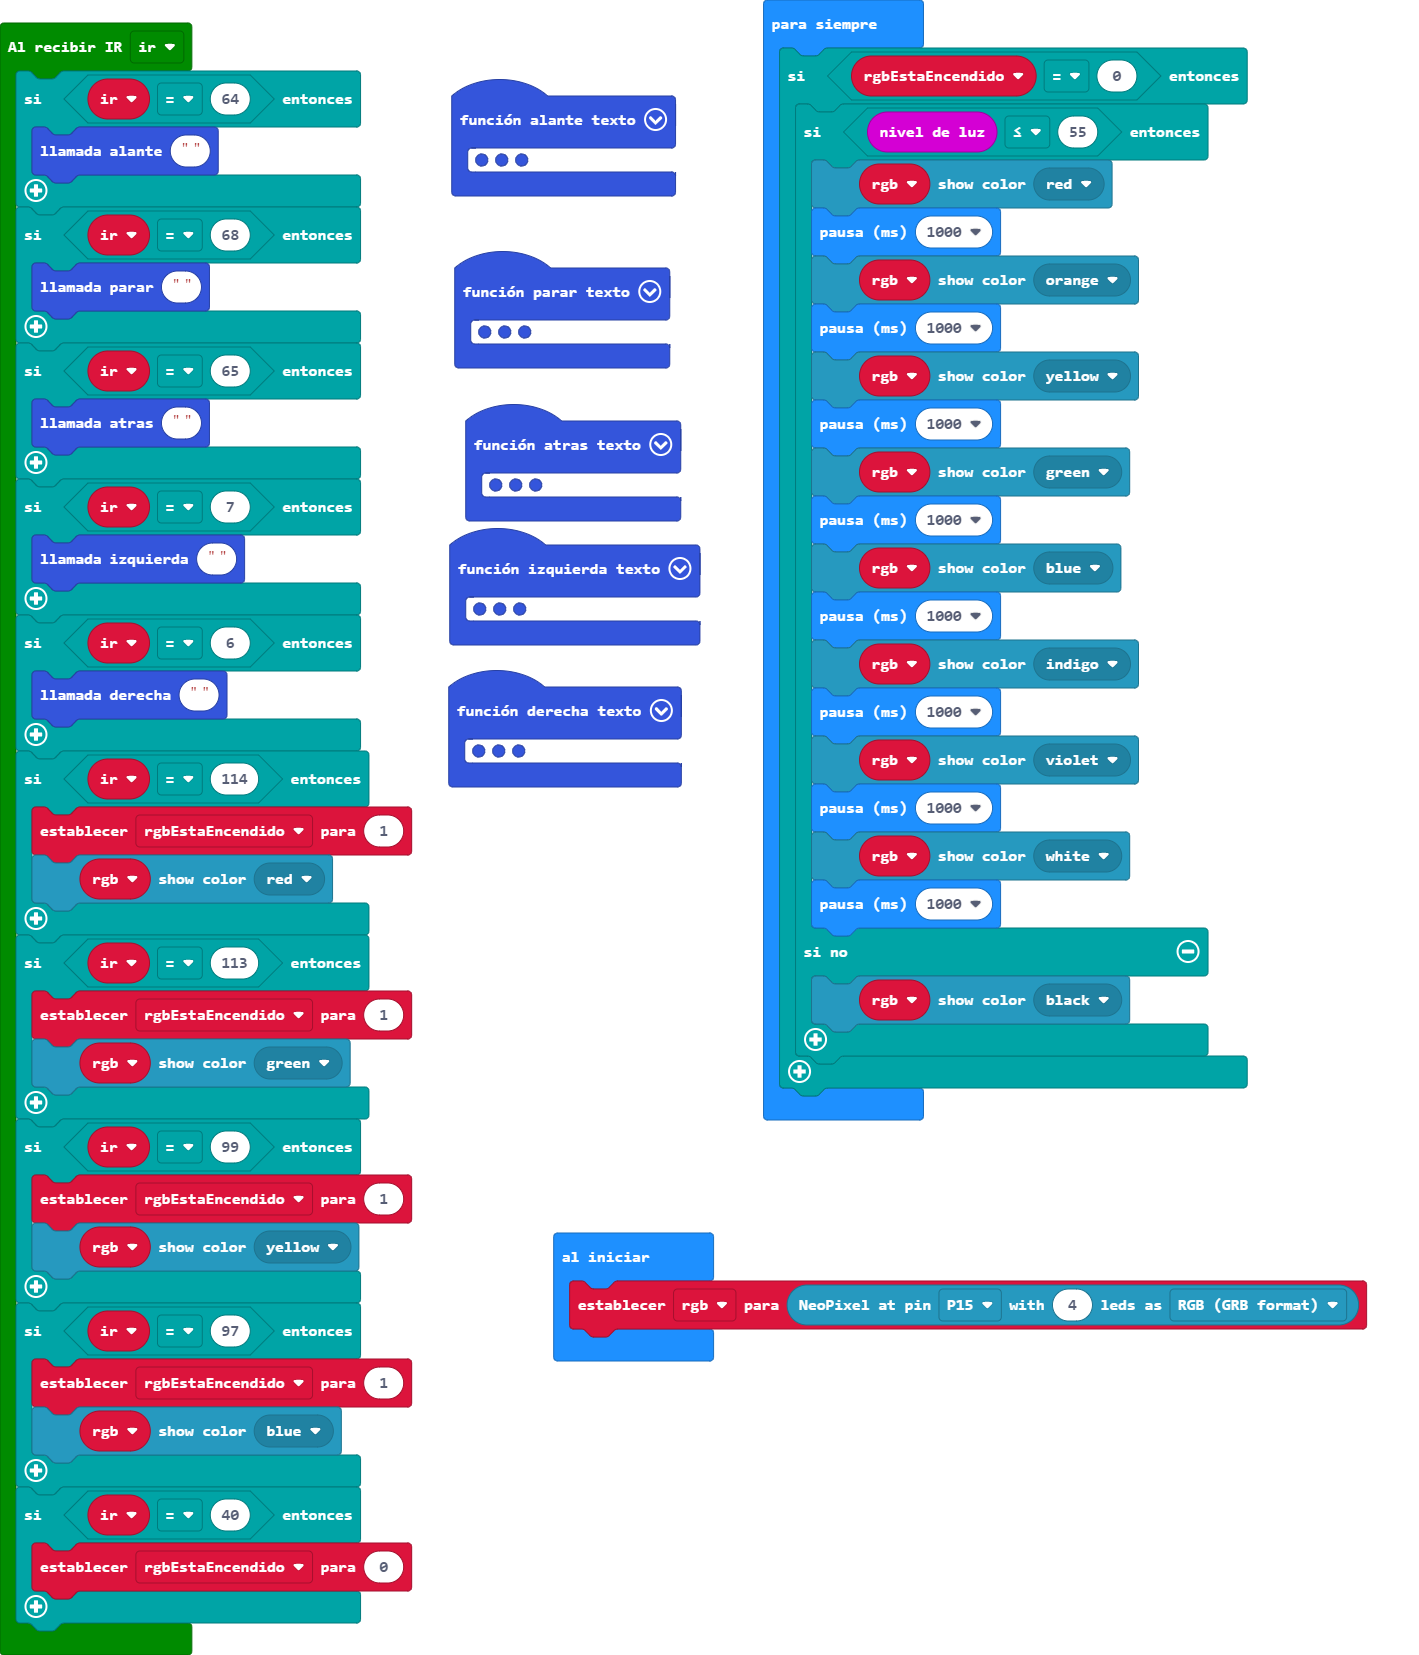 Al recibir IR ir
si ir = 64 entonces
llamada alante " "
si ir = 68 entonces
llamada parar " "
si ir = 65 entonces
llamada atras " "
si ir = 7 entonces
llamada izquierda " "
si ir = 6 entonces
llamada derecha " "
si ir = 114 entonces
establecer rgbEstaEncendido para 1
rgb show color red
si ir = 113 entonces
establecer rgbEstaEncendido para 1
rgb show color green
si ir = 99 entonces
establecer rgbEstaEncendido para 1
rgb show color yellow
si ir = 97 entonces
establecer rgbEstaEncendido para 1
rgb show color blue
si ir = 40 entonces
establecer rgbEstaEncendido para 0
función alante texto
función parar texto
función atras texto
función izquierda texto
función derecha texto
para siempre
si rgbEstaEncendido = 0 entonces
si nivel de luz ≤ 55 entonces
rgb show color red
pausa (ms) 1000
rgb show color orange
pausa (ms) 1000
rgb show color yellow
pausa (ms) 1000
rgb show color green
pausa (ms) 1000
rgb show color blue
pausa (ms) 1000
rgb show color indigo
pausa (ms) 1000
rgb show color violet
pausa (ms) 1000
rgb show color white
pausa (ms) 1000
si no
rgb show color black
al iniciar
establecer rgb para NeoPixel at pin P15 with 4 leds as RGB (GRB format)